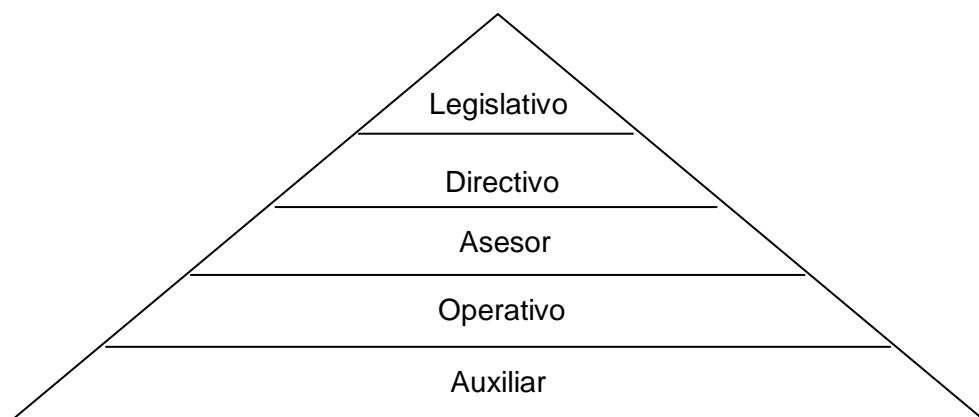 Legislativo
Directivo
Asesor
Operativo
Auxiliar